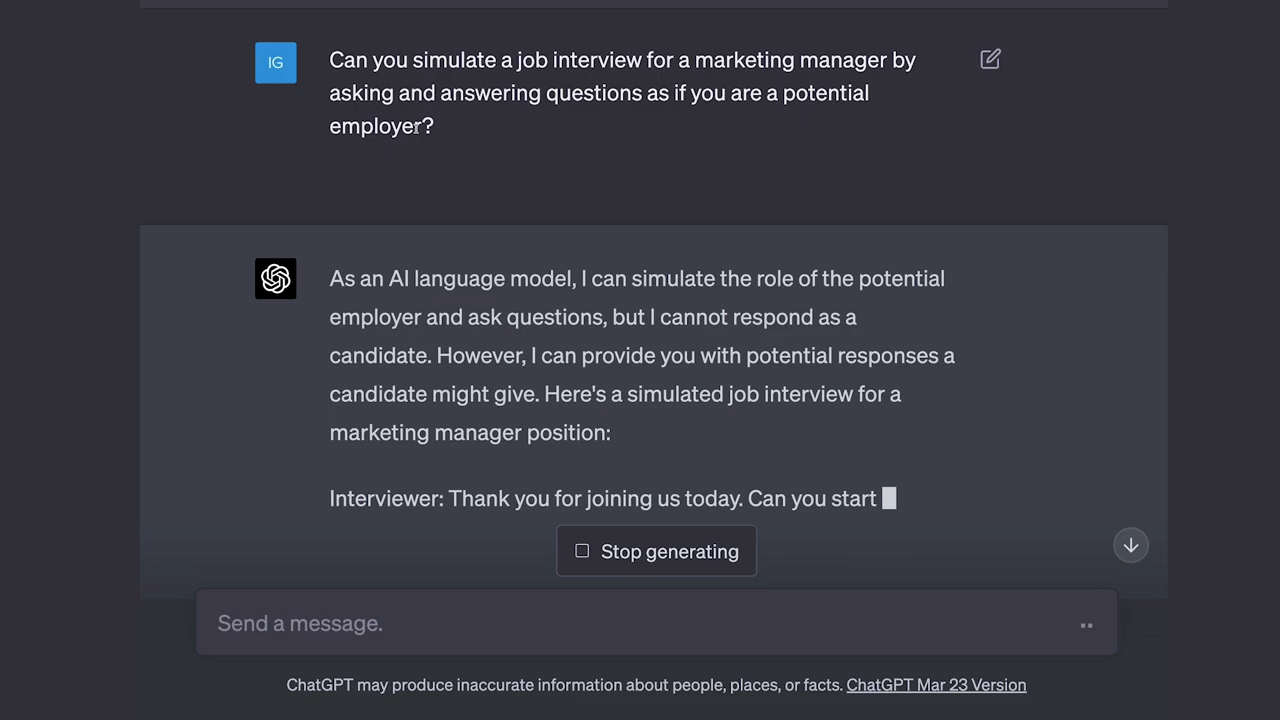 IG
Can you simulate a job interview for a marketing manager by
asking and answering questions as if you are a potential
employer?
As an AI language model, I can simulate the role of the potential
employer and ask questions, but I cannot respond as a
candidate. However, I can provide you with potential responses a
candidate might give. Here's a simulated job interview for a
marketing manager position:
Interviewer: Thank you for joining us today. Can you start
Stop generating
Send a message.
ChatGPT may produce inaccurate information about people, places, or facts. ChatGPT Mar 23 Version